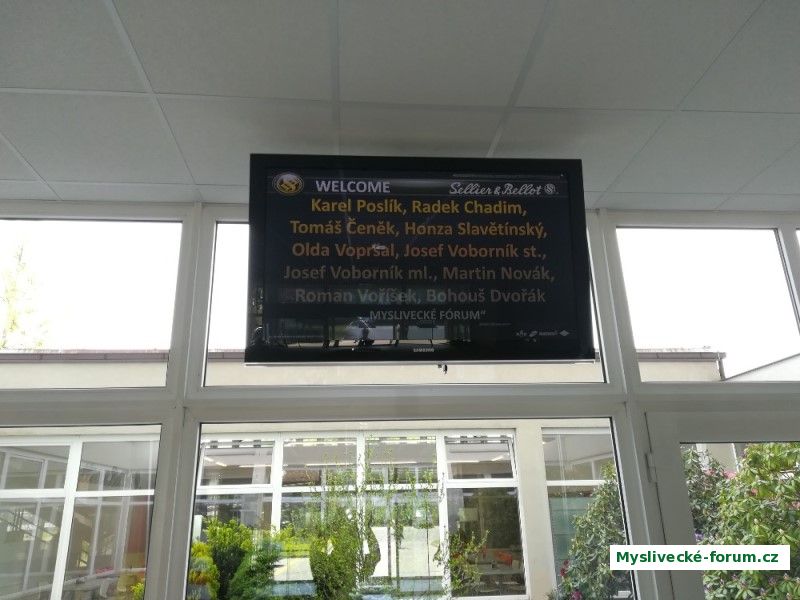 WELCOME Sellier & Bellot
Karel Poslík, Radek Chadim,
Tomáš Čeněk, Honza Slavětínský,
Olda Vopršal, Josef Voborník st.,
Josef Voborník ml., Martin Novák,
Roman Voříšek, Bohouš Dvořák
MYSLIVECKÉ FÓRUM"
SAMSUNG
Myslivecké-forum.cz